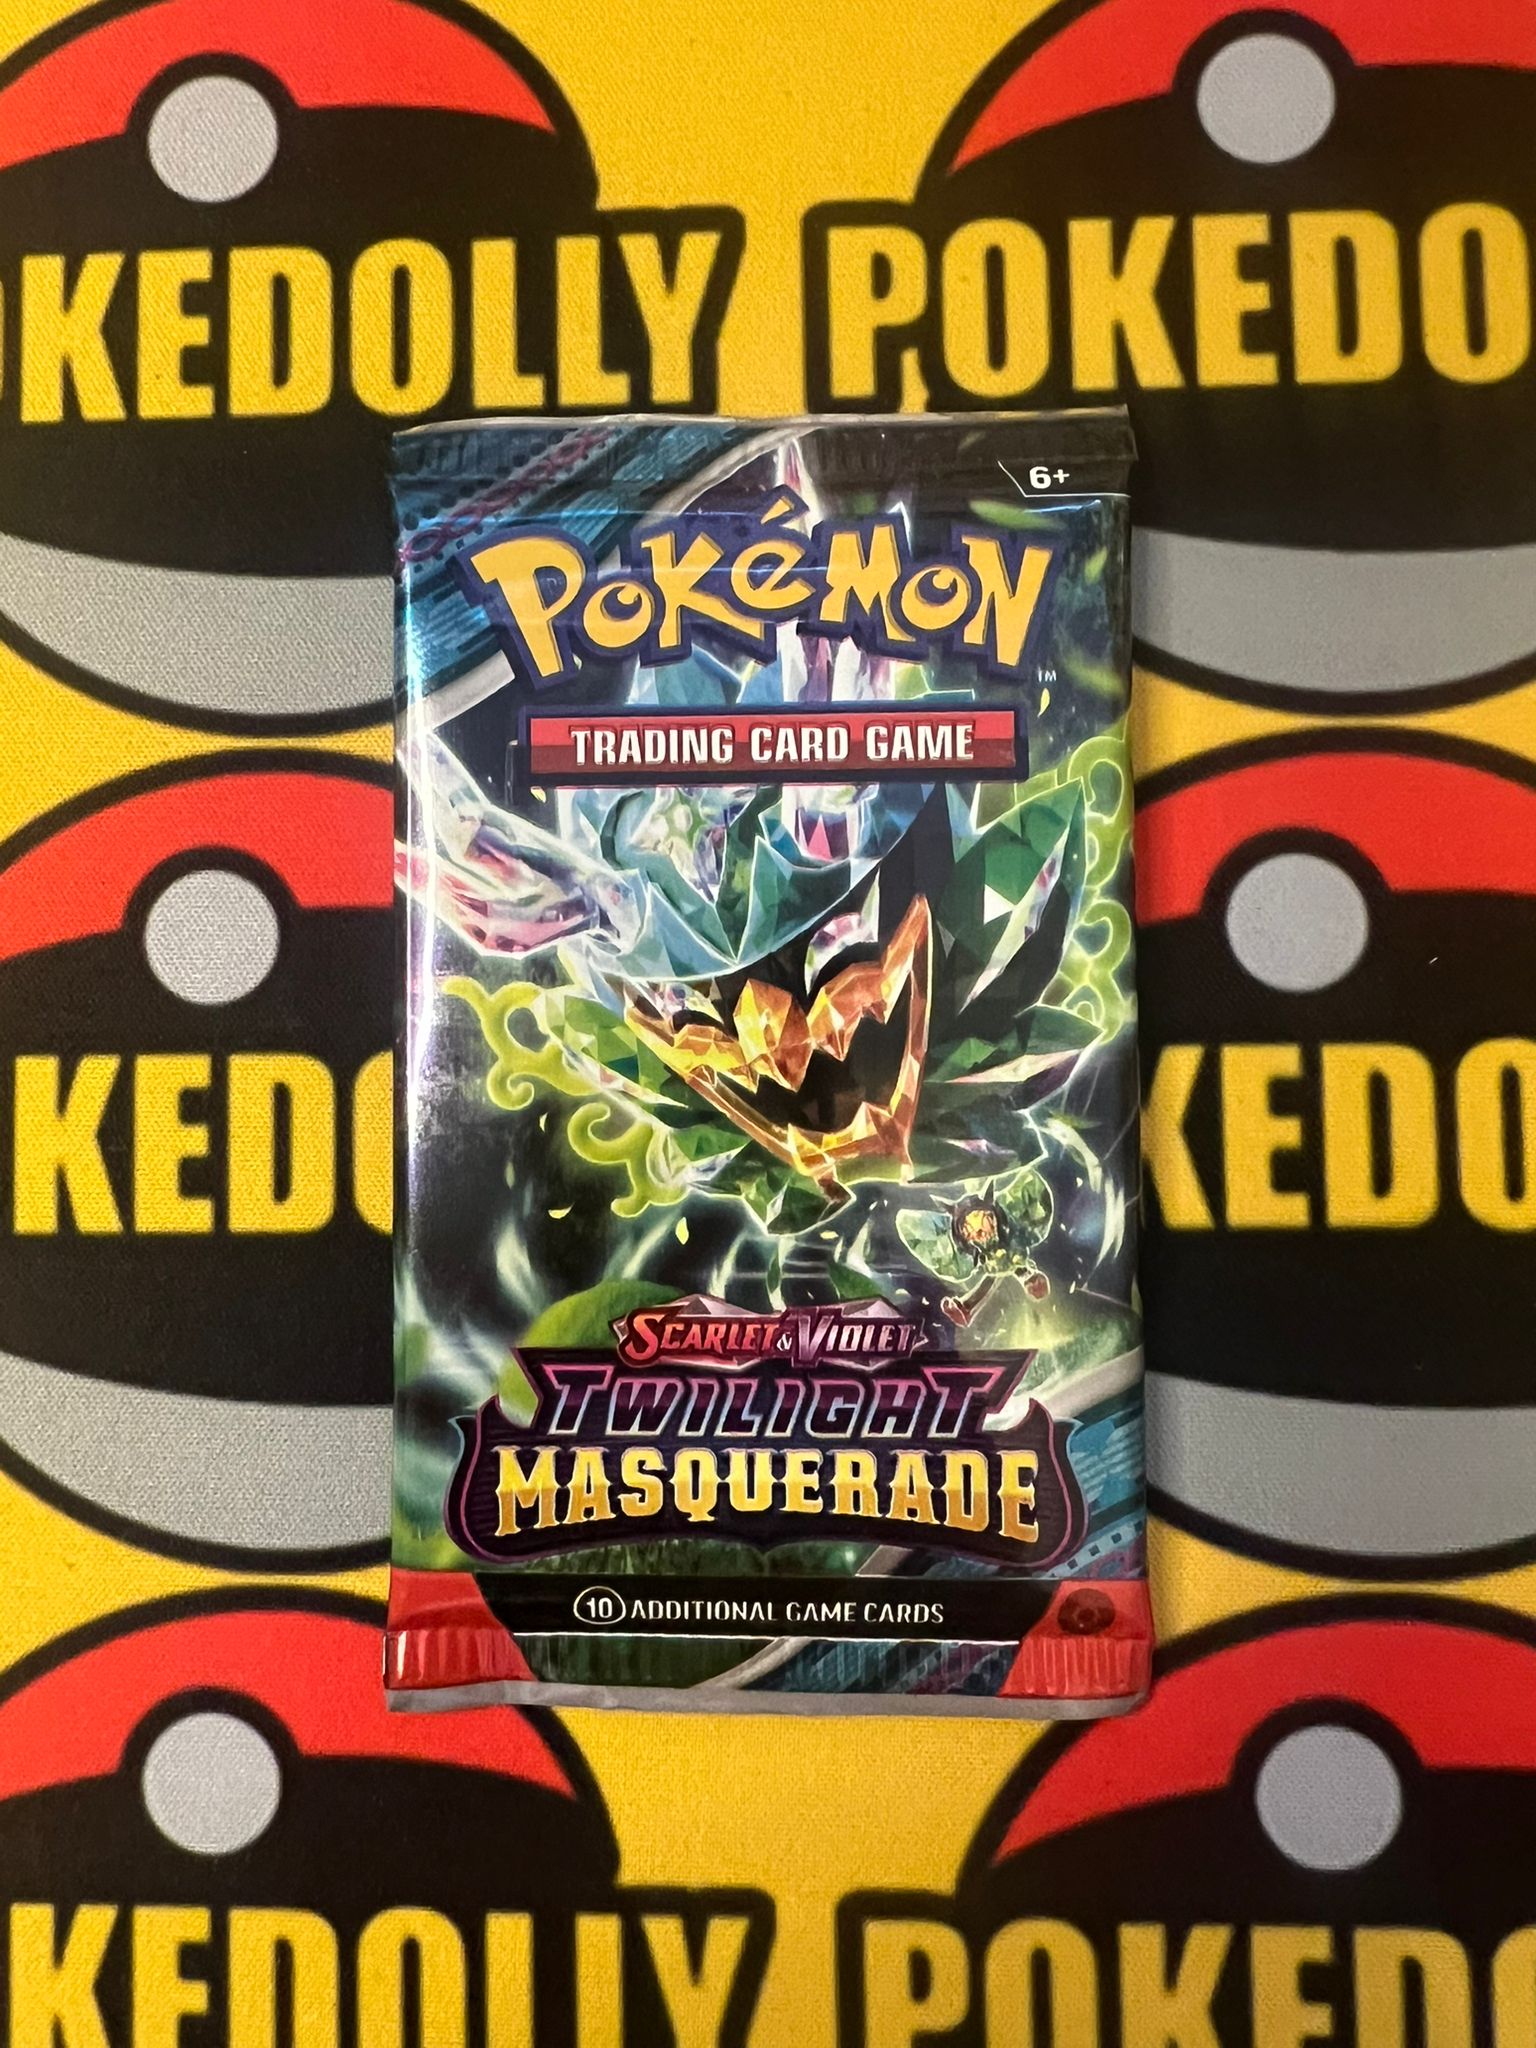 KEDOLLY POKEDO
6+
POKéMON
TM
TRADING CARD GAME
KEDO
KEDO
SCARLET & VIOLET
TWILIGHT
MASQUERADE
10 ADDITIONAL GAME CARDS
KEDOLLY POKEDO